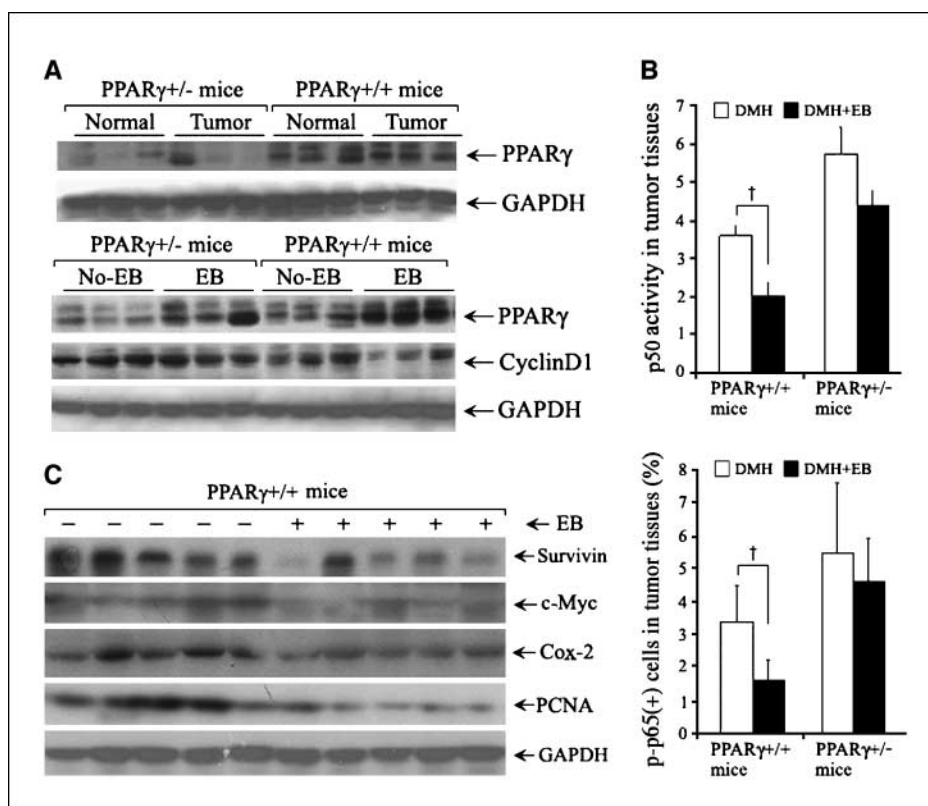 A
PPARγ+/- mice PPARγ+/+ mice
Normal Tumor Normal Tumor
←PPARγ
←GAPDH
PPARγ+/- mice PPARγ+/+ mice
No-EB EB No-EB EB
←PPARγ
←CyclinD1
←GAPDH
B
DMH DMH+EB
p50 activity in tumor tissues
7
6
5
4
3
2
1
0
†
PPARγ+/+ PPARγ+/-
mice mice
C
PPARγ+/+ mice
− − − − − + + + + + ←EB
←Survivin
←c-Myc
←Cox-2
←PCNA
←GAPDH
DMH DMH+EB
p-p65(+) cells in tumor tissues (%)
8
7
6
5
4
3
2
1
0
†
PPARγ+/+ PPARγ+/-
mice mice